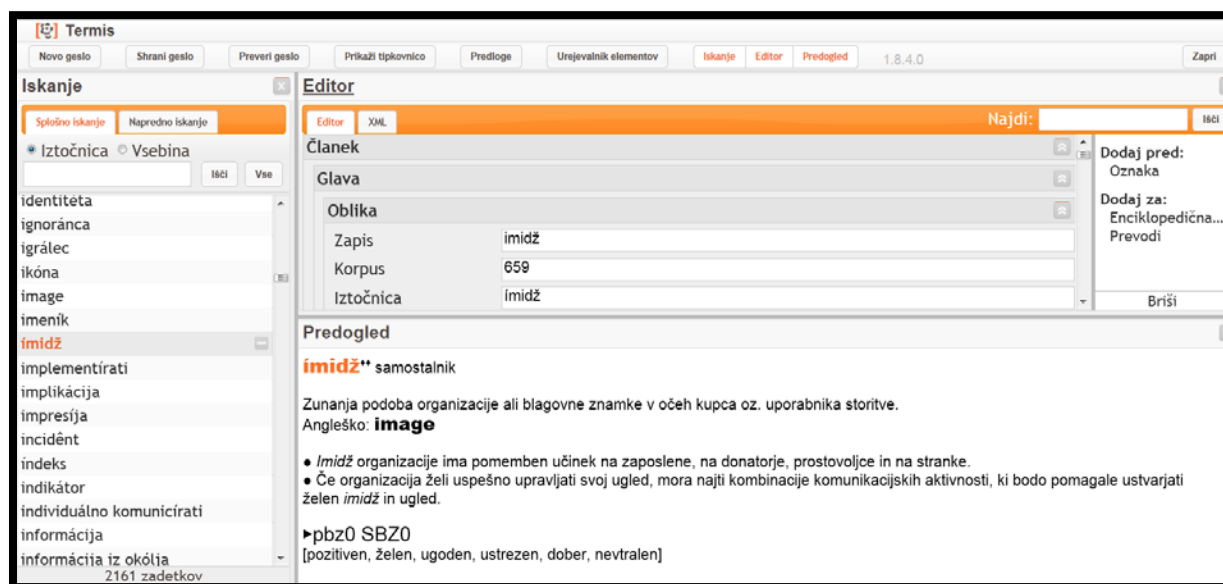 Termis
Novo geslo Shrani geslo Preveri geslo Prikaži tipkovnico Predloge Urejevalnik elementov Iskanje Editor Predogled 1.8.4.0 Zapri
Iskanje
Splošno iskanje Napredno iskanje
Iztočnica Vsebina
Išči Vse
identitéta
ignoránca
igrálec
ikóna
image
imeník
ímidž
implementírati
implikácija
impresíja
incidênt
índeks
indikátor
individuálno komunicírati
informácija
informácija iz okólja
2161 zadetkov
Editor
Editor XML Najdi: Išči
Članek
Glava
Oblika
Zapis imidž
Korpus 659
Iztočnica ímidž
Dodaj pred:
Oznaka
Dodaj za:
Enciklopedična...
Prevodi
Briši
Predogled
ímidž•• samostalnik
Zunanja podoba organizacije ali blagovne znamke v očeh kupca oz. uporabnika storitve.
Angleško: image
● Imidž organizacije ima pomemben učinek na zaposlene, na donatorje, prostovoljce in na stranke.
● Če organizacija želi uspešno upravljati svoj ugled, mora najti kombinacije komunikacijskih aktivnosti, ki bodo pomagale ustvarjati
želen imidž in ugled.
►pbz0 SBZ0
[pozitiven, želen, ugoden, ustrezen, dober, nevtralen]